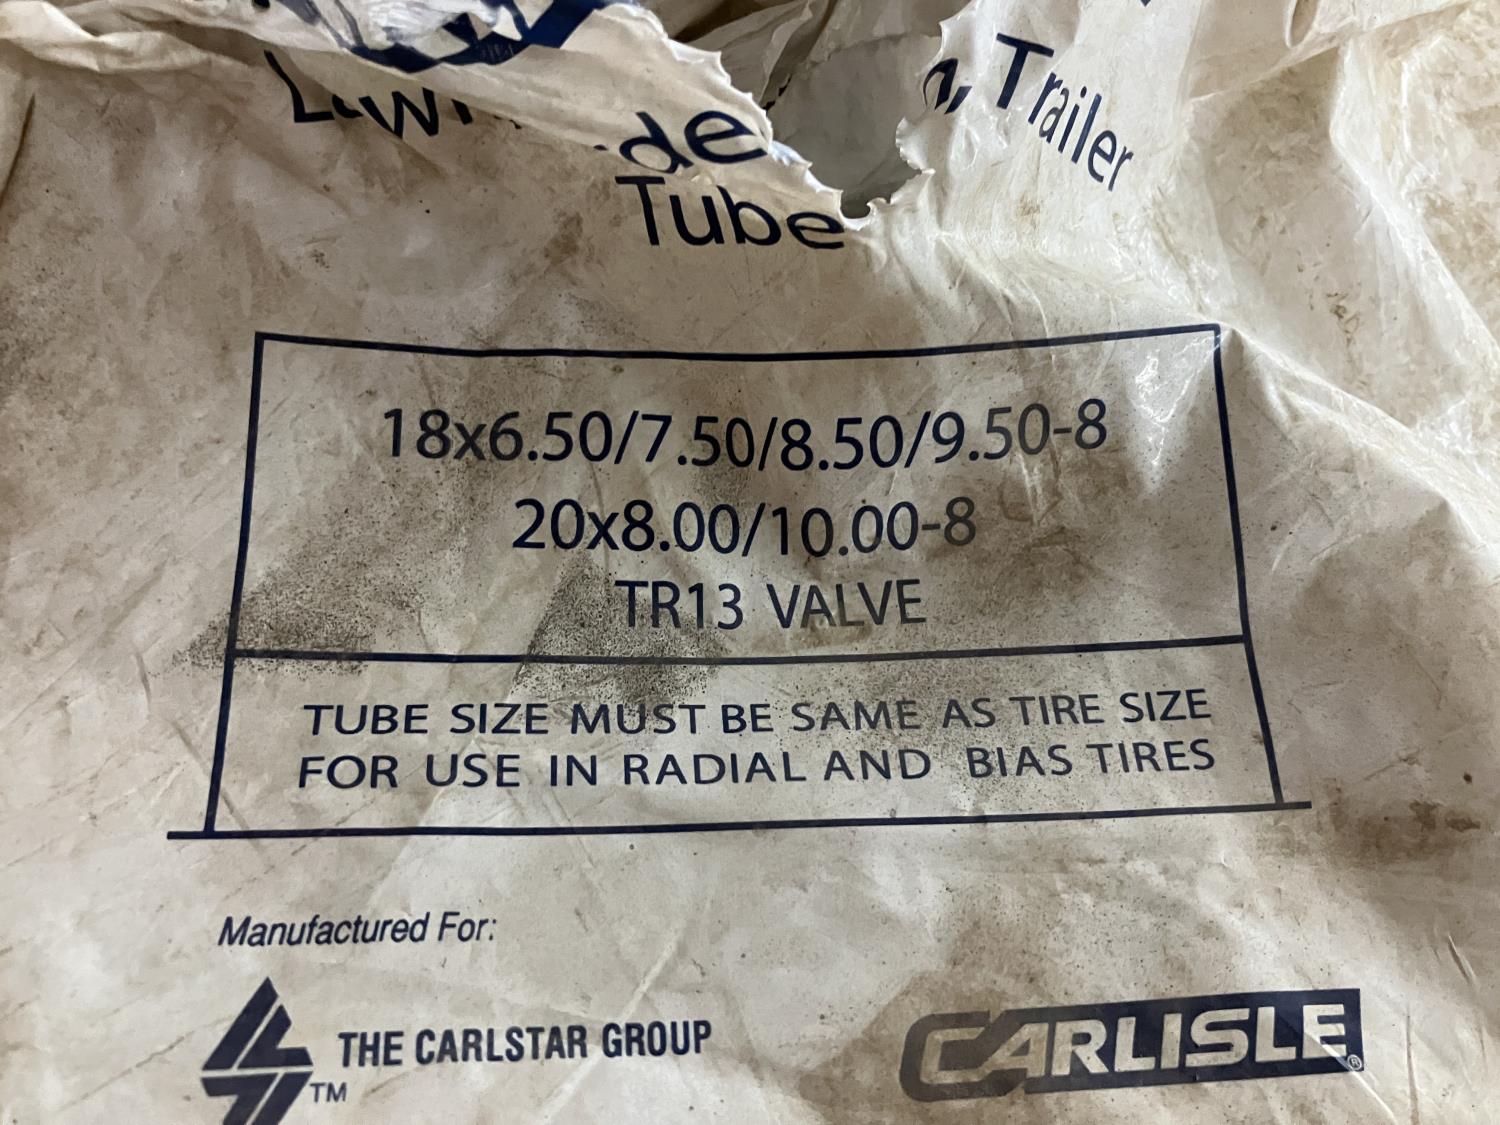 Trailer
Tube
18x6.50/7.50/8.50/9.50-8
20x8.00/10.00-8
TR13 VALVE
TUBE SIZE MUST BE SAME AS TIRE SIZE
FOR USE IN RADIAL AND BIAS TIRES
Manufactured For:
THE CARLSTAR GROUP
TM
CARLISLE®